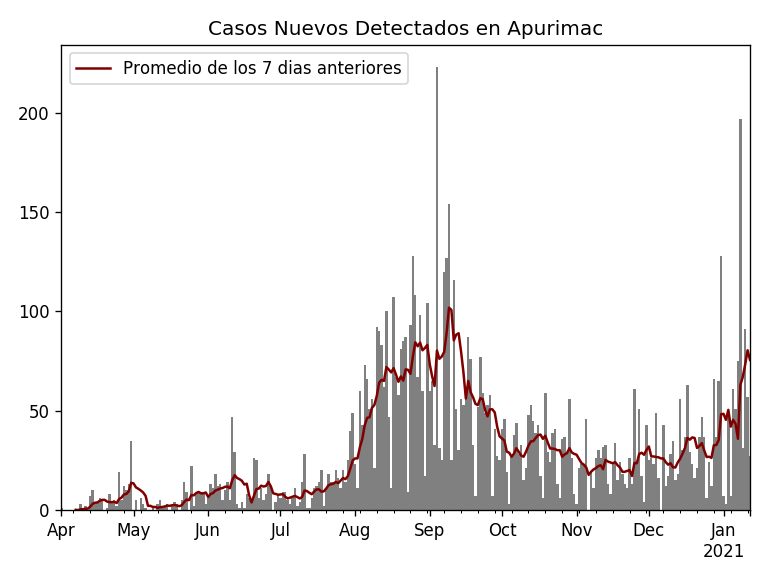 Casos Nuevos Detectados en Apurimac
Promedio de los 7 dias anteriores
200
150
100
50
0
Apr May Jun Jul Aug Sep Oct Nov Dec Jan
2021